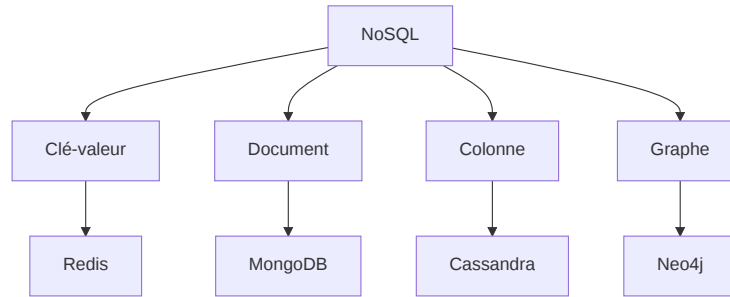 NoSQL
Clé-valeur
Document
Colonne
Graphe
Redis
MongoDB
Cassandra
Neo4j